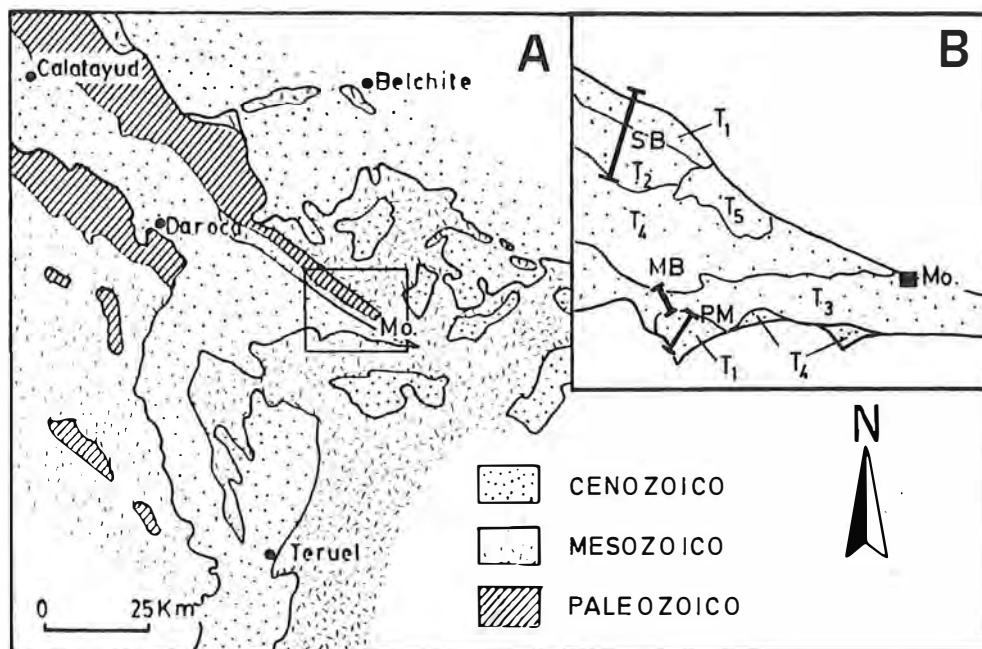 A
Calatayud
Belchite
Daroca
Mo.
Teruel
0 25 Km
B
T1
SB
T2
T5
T4
MB
Mo.
PM
T3
T1
T4
N
CENOZOICO
MESOZOICO
PALEOZOICO